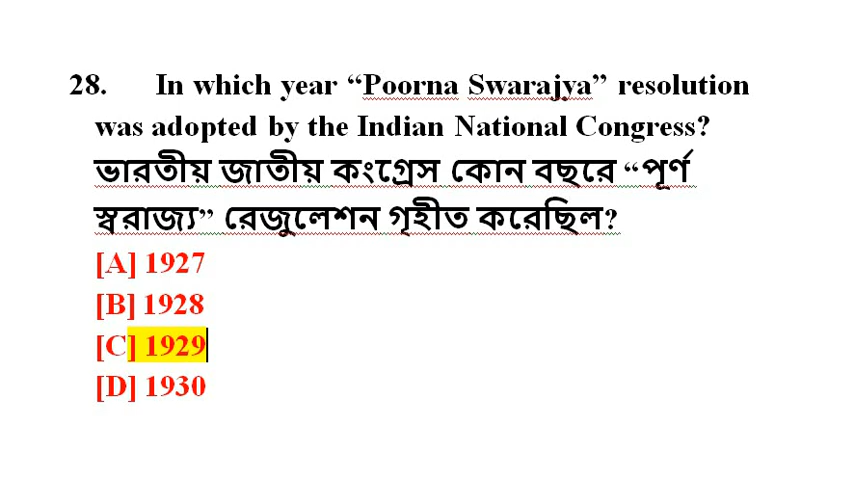 28. In which year “Poorna Swarajya” resolution
was adopted by the Indian National Congress?
ভারতীয় জাতীয় কংগ্রেস কোন বছরে “পূর্ণ
স্বরাজ্য” রেজুলেশন গৃহীত করেছিল?
[A] 1927
[B] 1928
[C] 1929
[D] 1930